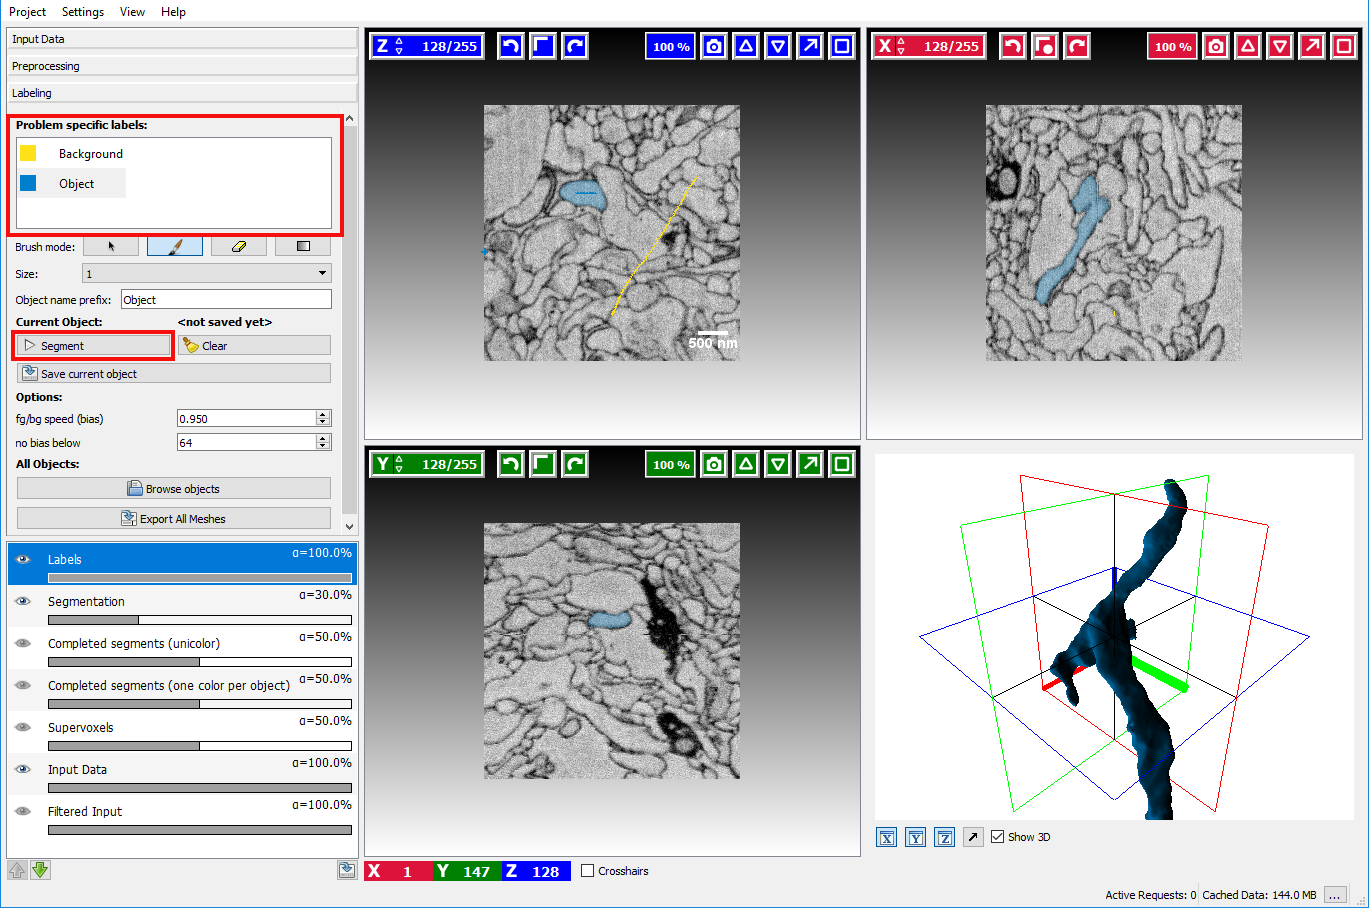 Project Settings View Help
Input Data
Preprocessing
Labeling
Problem specific labels:
Background
Object
Brush mode:
Size: 1
Object name prefix: Object
Current Object: <not saved yet>
Segment Clear
Save current object
Options:
fg/bg speed (bias) 0.950
no bias below 64
All Objects:
Browse objects
Export All Meshes
Labels α=100.0%
Segmentation α=30.0%
Completed segments (unicolor) α=50.0%
Completed segments (one color per object) α=50.0%
Supervoxels α=50.0%
Input Data α=100.0%
Filtered Input α=100.0%
Z 128/255 100 %
500 nm
X 128/255 100 %
Y 128/255 100 %
X Y Z Show 3D
X 1 Y 147 Z 128 Crosshairs
Active Requests: 0 Cached Data: 144.0 MB ...